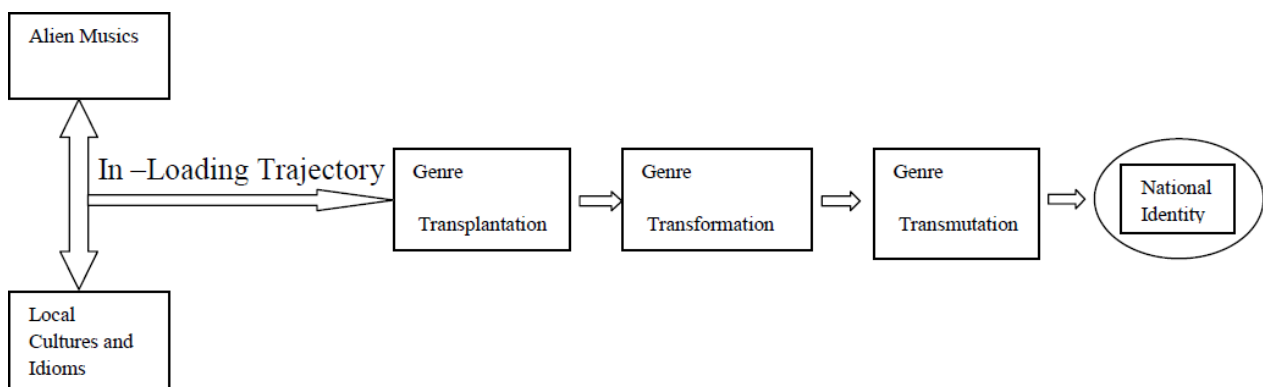 Alien Musics
In –Loading Trajectory
Genre
Transplantation
Genre
Transformation
Genre
Transmutation
National
Identity
Local
Cultures and
Idioms